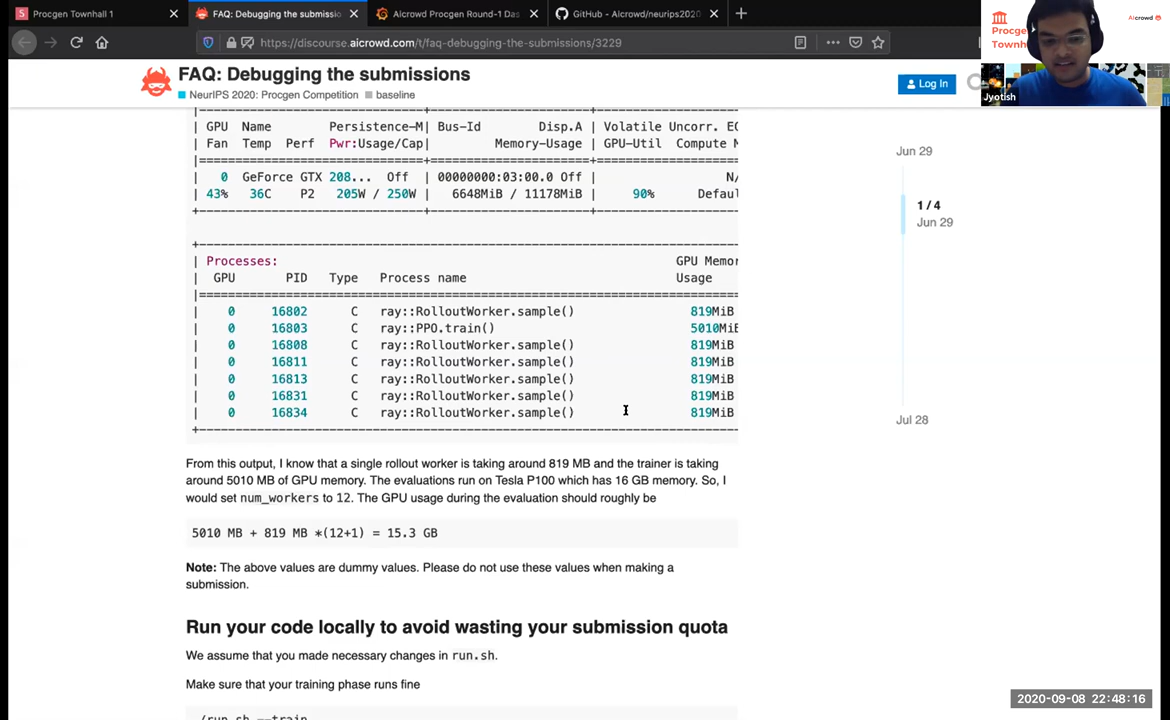 Procgen Townhall 1
FAQ: Debugging the submissio
AIcrowd Procgen Round-1 Das
GitHub - AIcrowd/neurips2020
https://discourse.aicrowd.com/t/faq-debugging-the-submissions/3229
Procge
Townh
AIcrowd
Jyotish
FAQ: Debugging the submissions
NeurIPS 2020: Procgen Competition baseline
Log In
| GPU Name Persistence-M| Bus-Id Disp.A | Volatile Uncorr. EC
| Fan Temp Perf Pwr:Usage/Cap| Memory-Usage | GPU-Util Compute M
|===============================+======================+======================
| 0 GeForce GTX 208... Off | 00000000:03:00.0 Off | N/
| 43% 36C P2 205W / 250W | 6648MiB / 11178MiB | 90% Defau
| Processes: GPU Memor
| GPU PID Type Process name Usage
| 0 16802 C ray::RolloutWorker.sample() 819MiB
| 0 16803 C ray::PPO.train() 5010MiB
| 0 16808 C ray::RolloutWorker.sample() 819MiB
| 0 16811 C ray::RolloutWorker.sample() 819MiB
| 0 16813 C ray::RolloutWorker.sample() 819MiB
| 0 16831 C ray::RolloutWorker.sample() 819MiB
| 0 16834 C ray::RolloutWorker.sample() 819MiB
From this output, I know that a single rollout worker is taking around 819 MB and the trainer is taking
around 5010 MB of GPU memory. The evaluations run on Tesla P100 which has 16 GB memory. So, I
would set num_workers to 12. The GPU usage during the evaluation should roughly be
5010 MB + 819 MB *(12+1) = 15.3 GB
Note: The above values are dummy values. Please do not use these values when making a
submission.
Run your code locally to avoid wasting your submission quota
We assume that you made necessary changes in run.sh.
Make sure that your training phase runs fine
./run.sh --train
Jun 29
1 / 4
Jun 29
Jul 28
2020-09-08 22:48:16